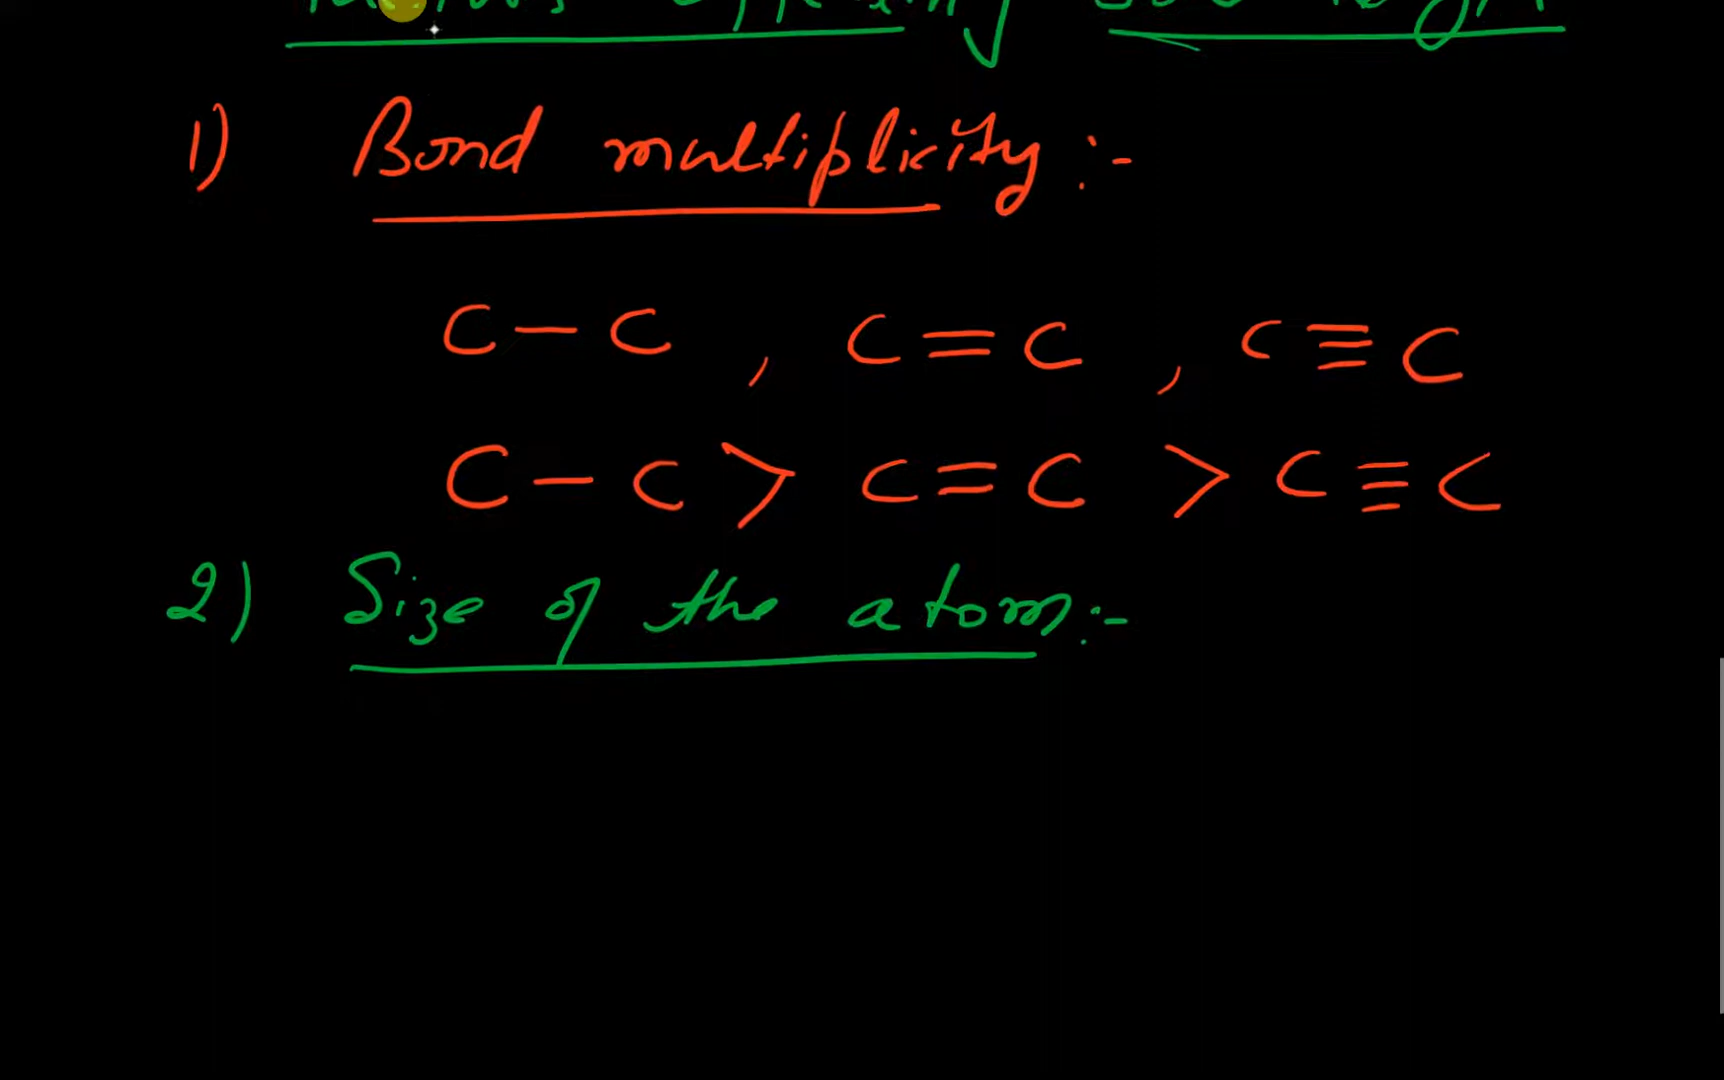 1) Bond multiplicity :-
C - C , C = C , C ≡ C
C - C > C = C > C ≡ C
2) Size of the atom :-